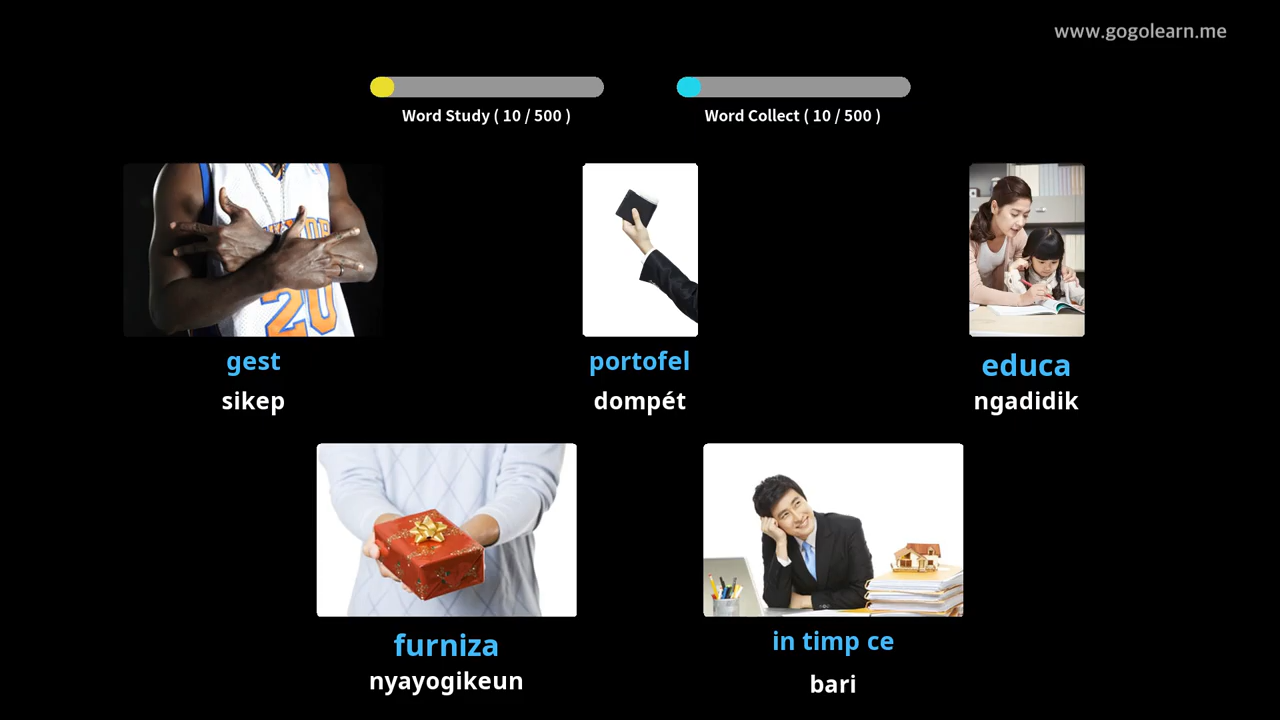 www.gogolearn.me
Word Study ( 10 / 500 )
Word Collect ( 10 / 500 )
20
gest
sikep
portofel
dompét
educa
ngadidik
furniza
nyayogikeun
in timp ce
bari